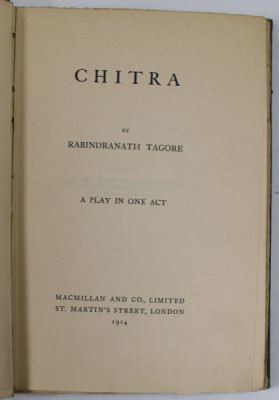 CHITRA
BY
RABINDRANATH TAGORE
A PLAY IN ONE ACT
MACMILLAN AND CO., LIMITED
ST. MARTIN'S STREET, LONDON
1914